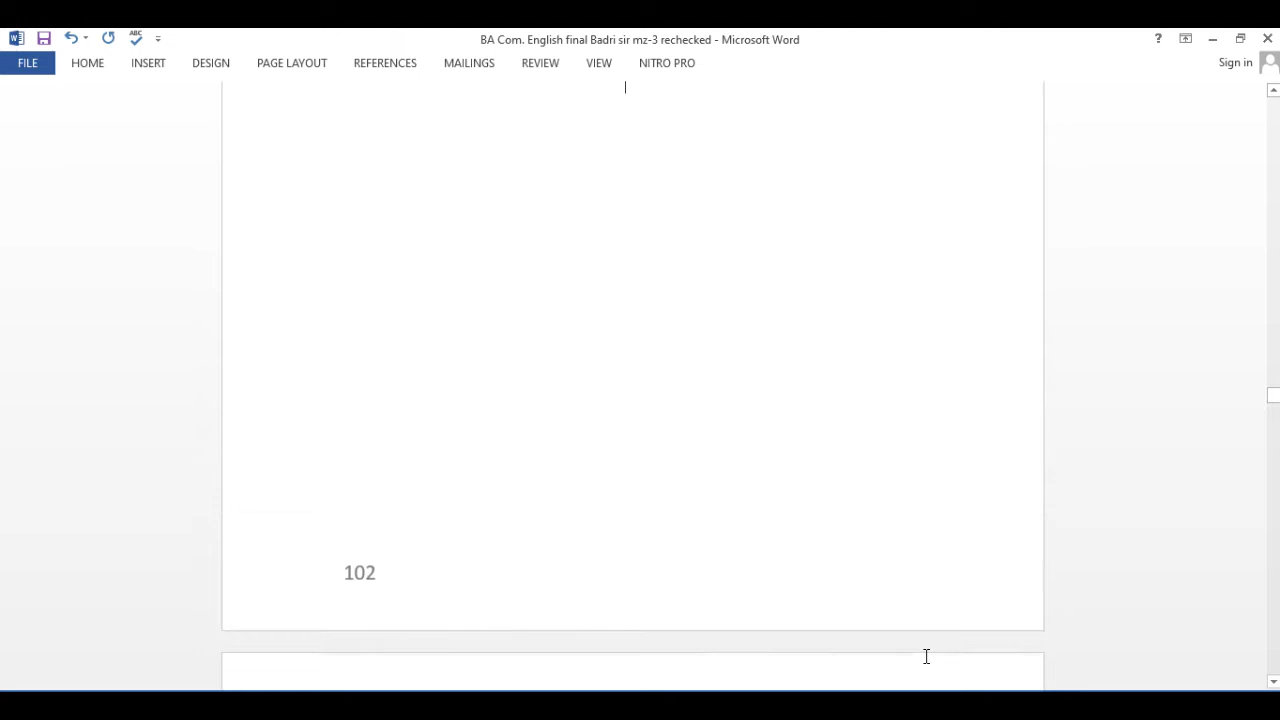 ABC
BA Com. English final Badri sir mz-3 rechecked - Microsoft Word
?
FILE HOME INSERT DESIGN PAGE LAYOUT REFERENCES MAILINGS REVIEW VIEW NITRO PRO Sign in
102